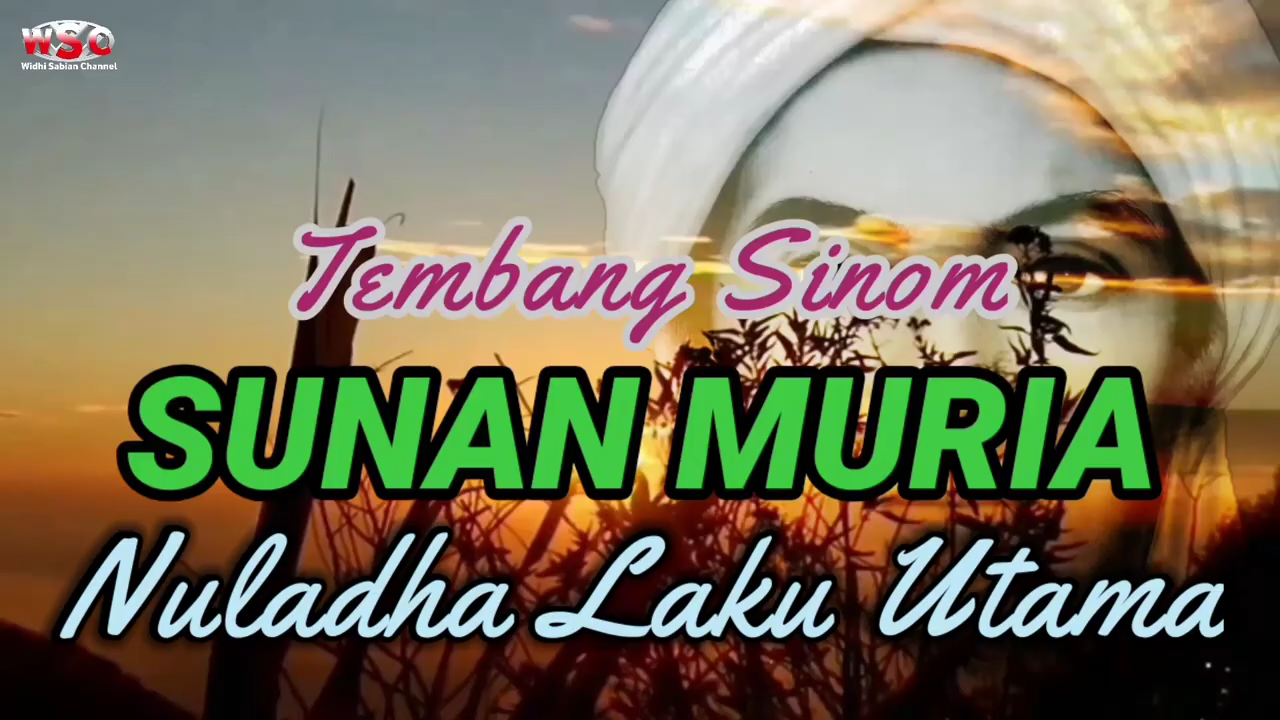 WSC
Widhi Sabian Channel
Tembang Sinom
SUNAN MURIA
Nuladha Laku Utama